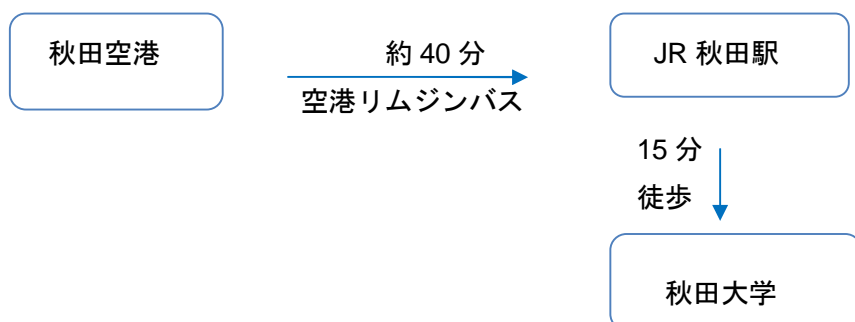 秋田空港
約 40 分
空港リムジンバス
JR 秋田駅
15 分
徒歩
秋田大学